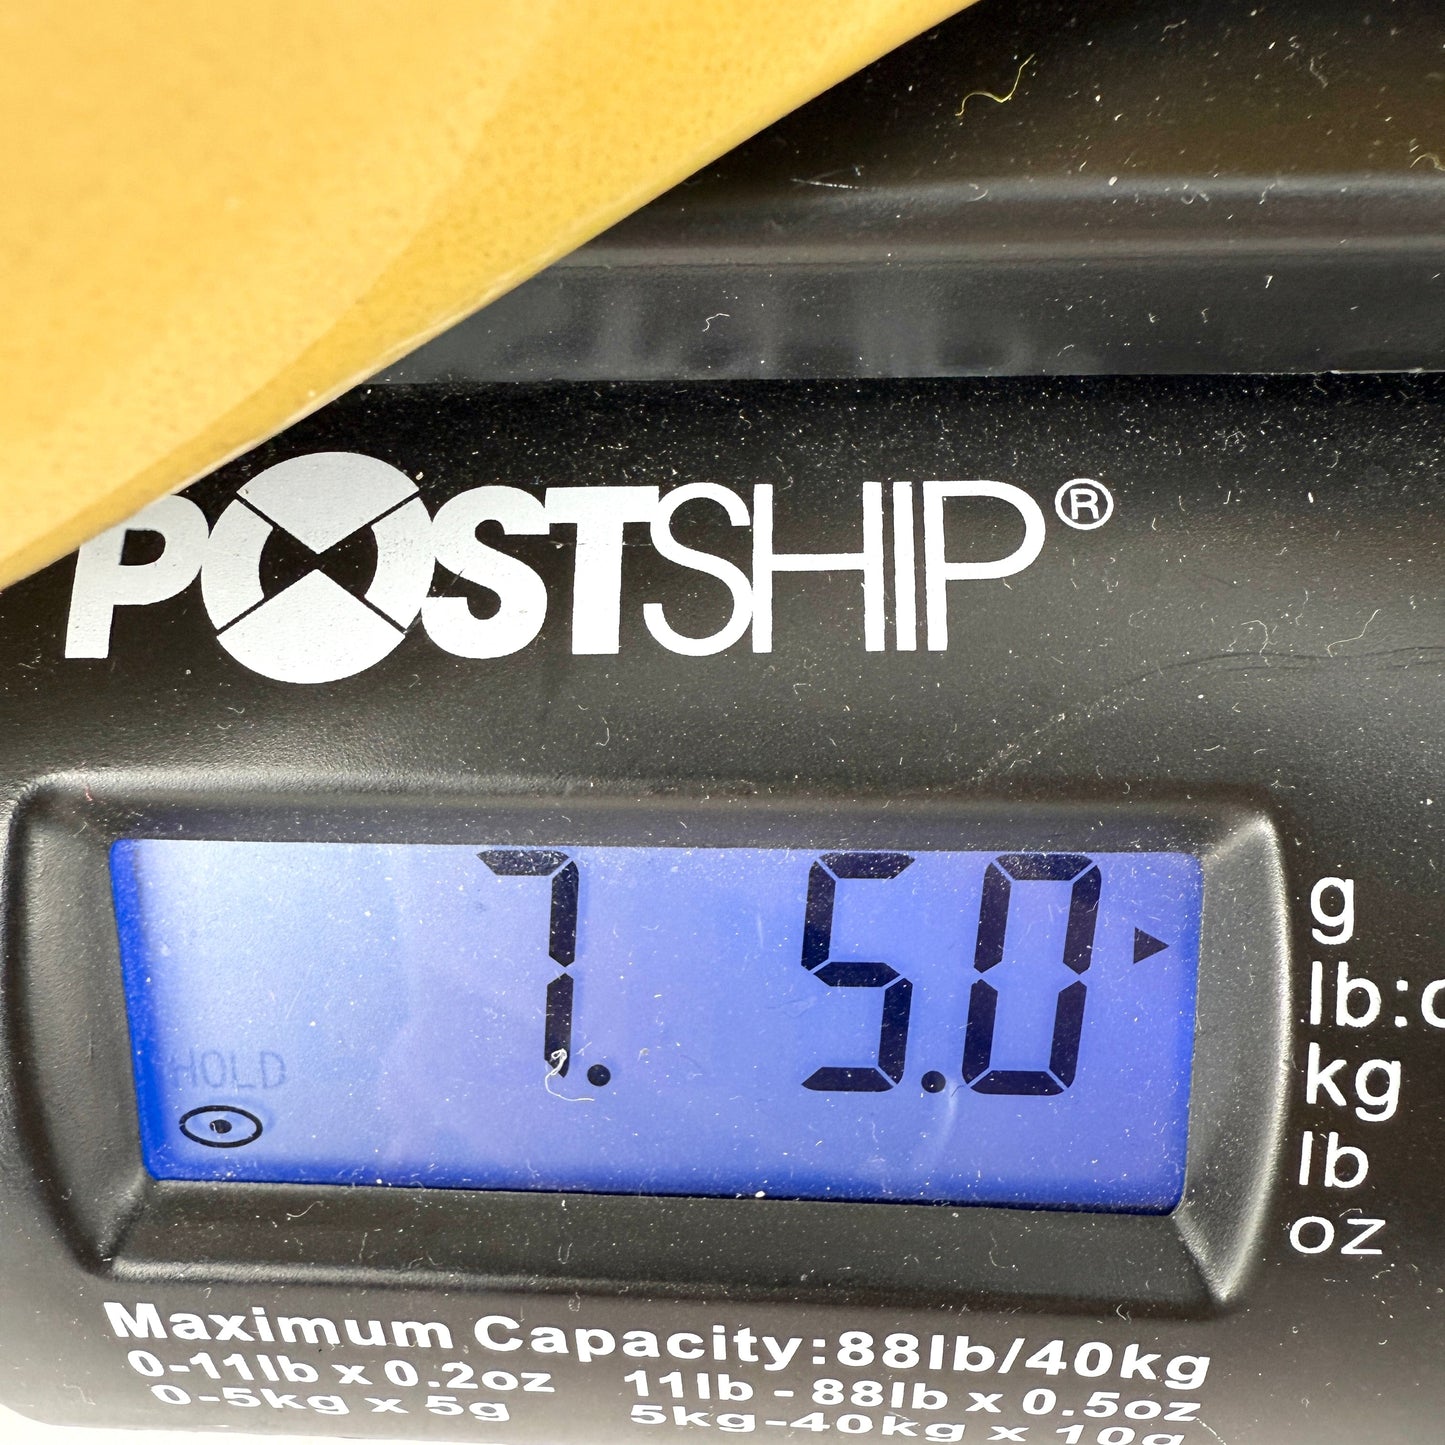 POSTSHIP®
7. 5.0
g
lb:
kg
lb
oz
HOLD
Maximum Capacity:88lb/40kg
0-11lb x 0.2oz 11lb - 88lb x 0.5oz
0-5kg x 5g 5kg-40kg x 10g